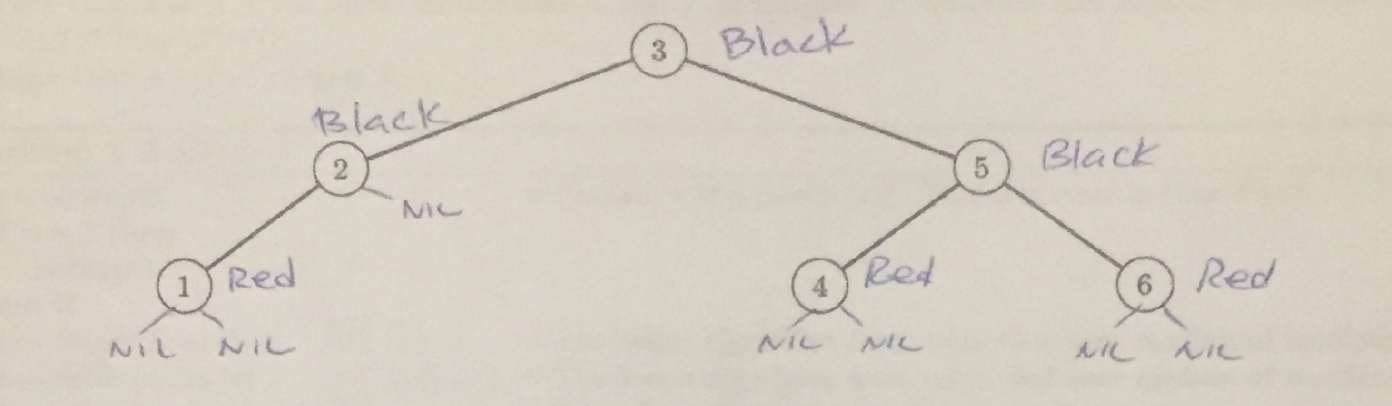 3 Black
Black
2
5 Black
NIL
1 Red
4 Red
6 Red
NIL NIL
NIL NIL
NIL NIL